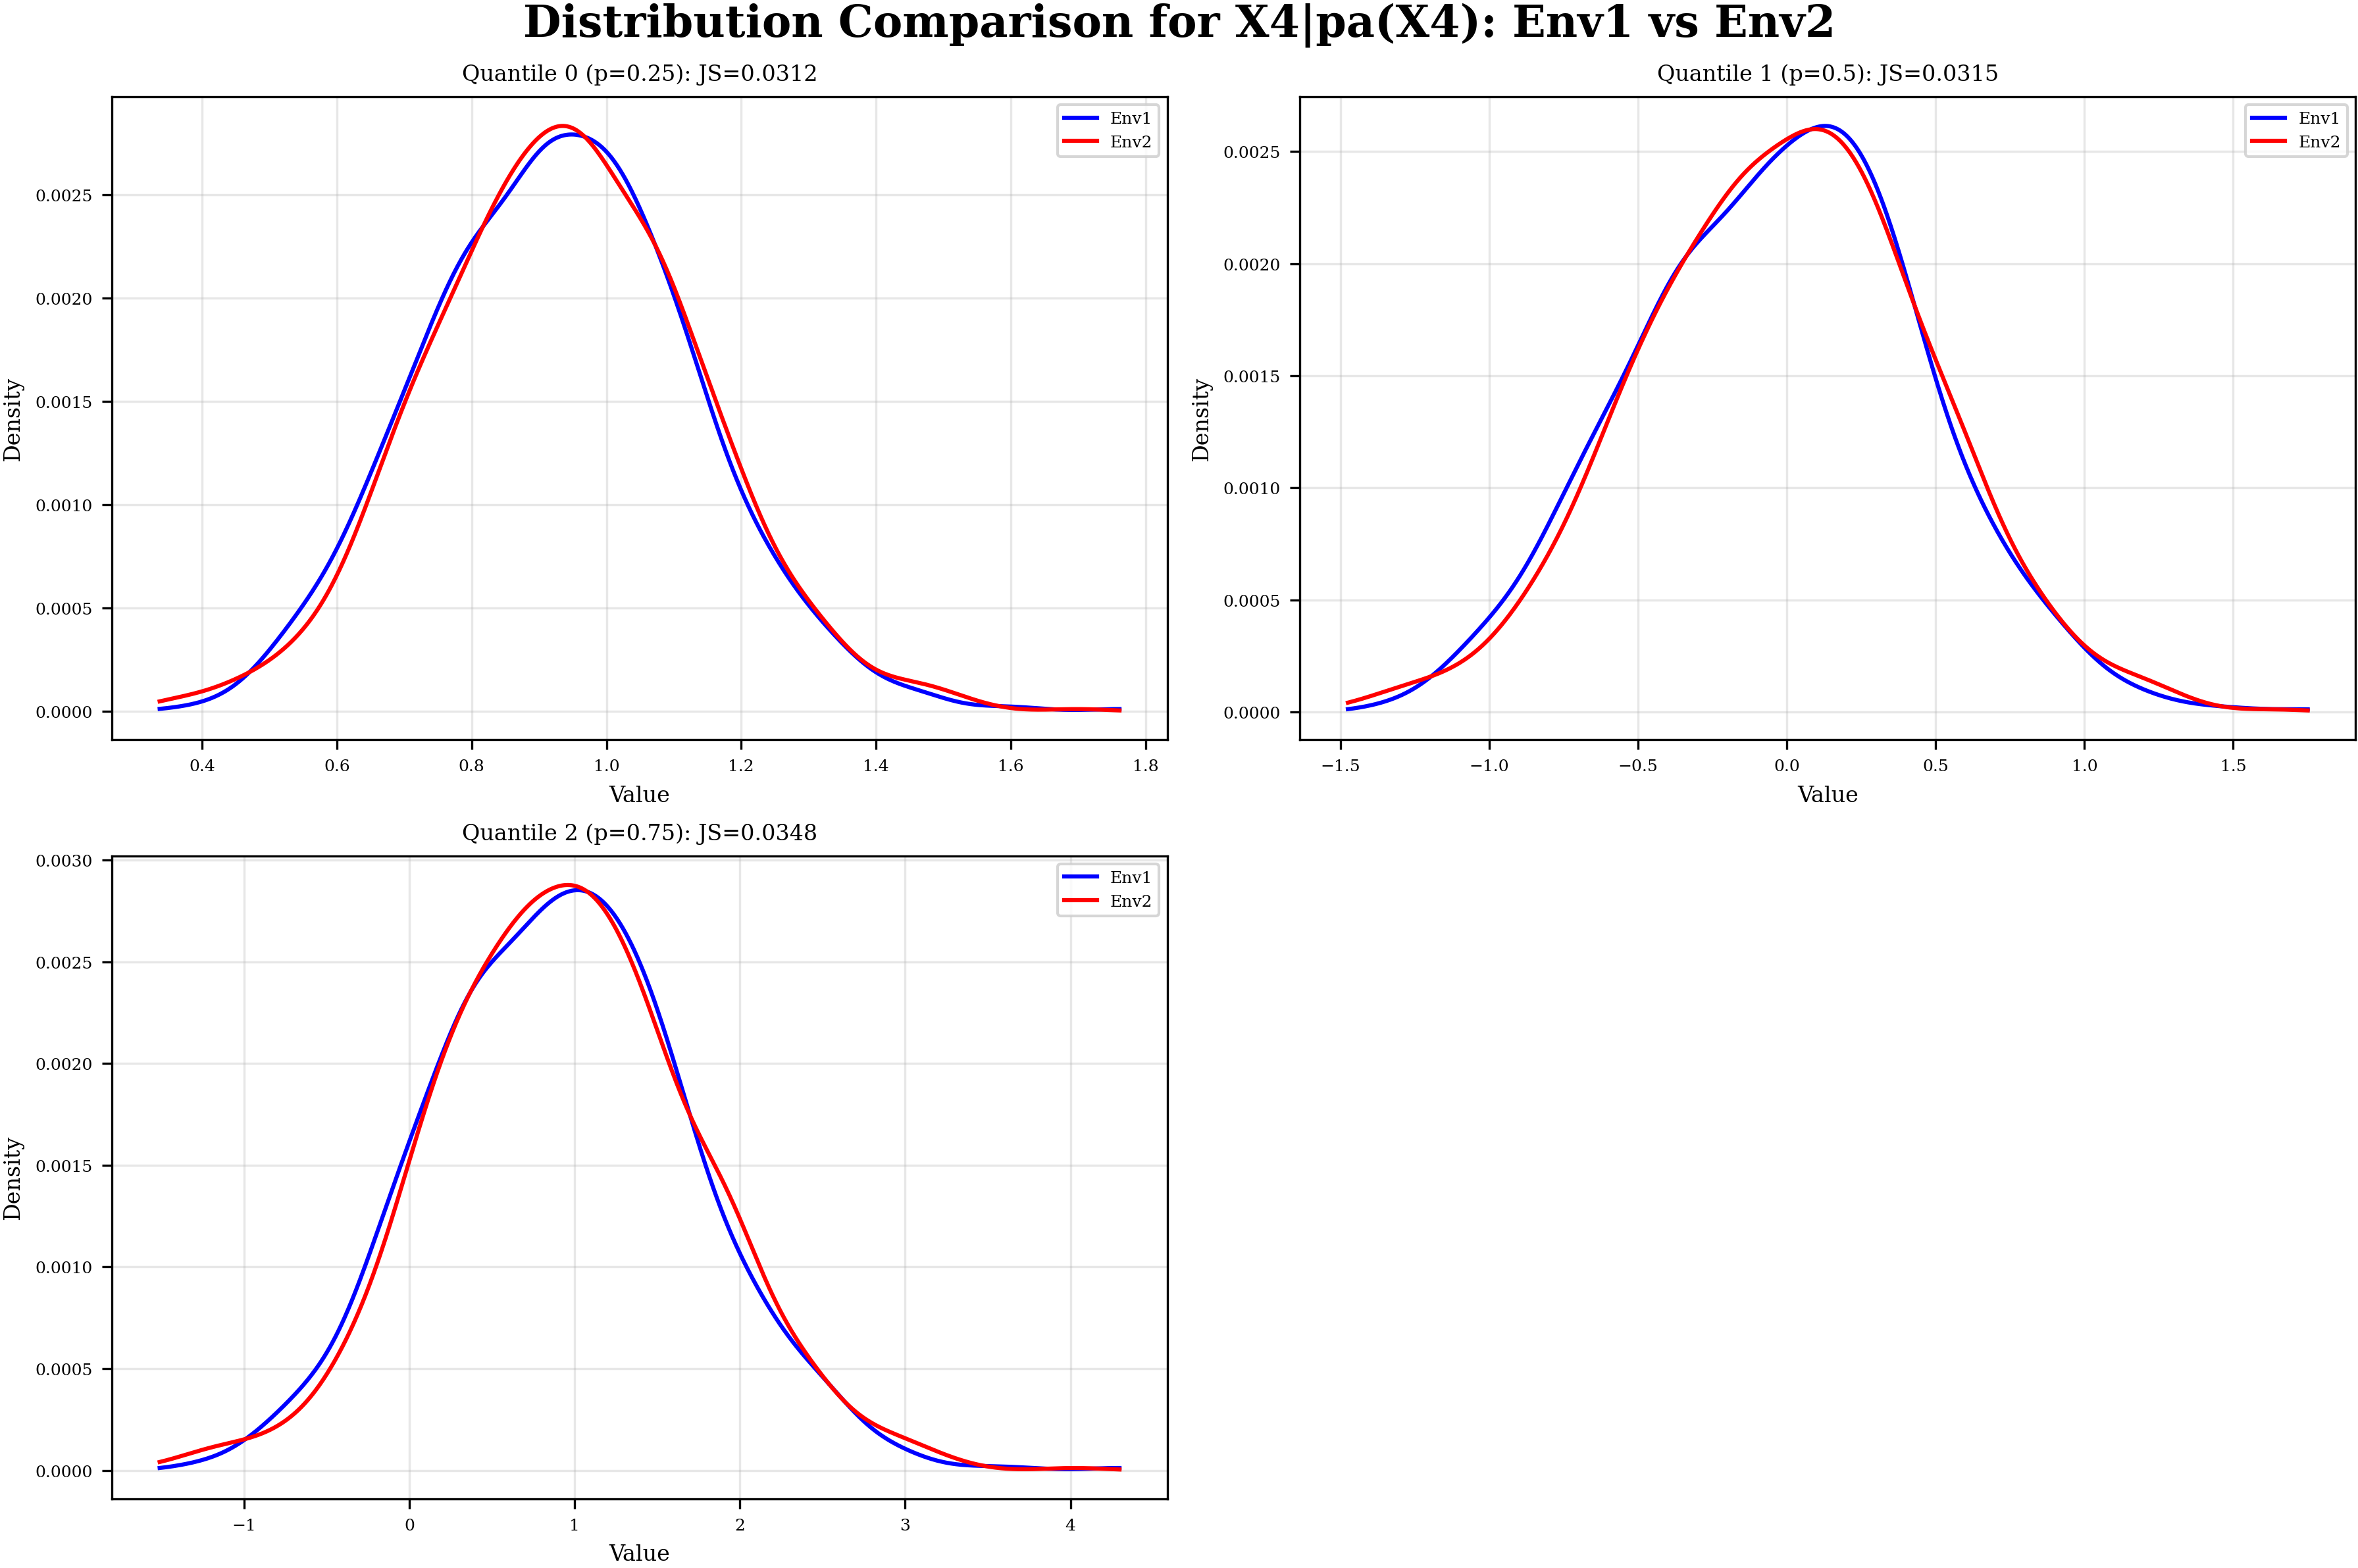 Distribution Comparison for X4|pa(X4): Env1 vs Env2
Quantile 0 (p=0.25): JS=0.0312
Env1
Env2
0.0025
0.0020
0.0015
0.0010
0.0005
0.0000
Density
0.4 0.6 0.8 1.0 1.2 1.4 1.6 1.8
Value
Quantile 1 (p=0.5): JS=0.0315
Env1
Env2
0.0025
0.0020
0.0015
0.0010
0.0005
0.0000
Density
−1.5 −1.0 −0.5 0.0 0.5 1.0 1.5
Value
Quantile 2 (p=0.75): JS=0.0348
Env1
Env2
0.0030
0.0025
0.0020
0.0015
0.0010
0.0005
0.0000
Density
−1 0 1 2 3 4
Value